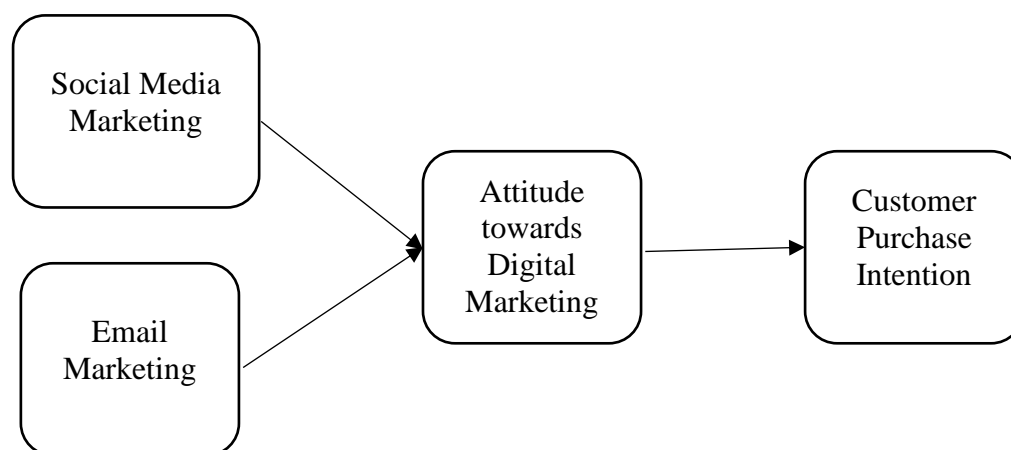 Social Media
Marketing
Email
Marketing
Attitude
towards
Digital
Marketing
Customer
Purchase
Intention